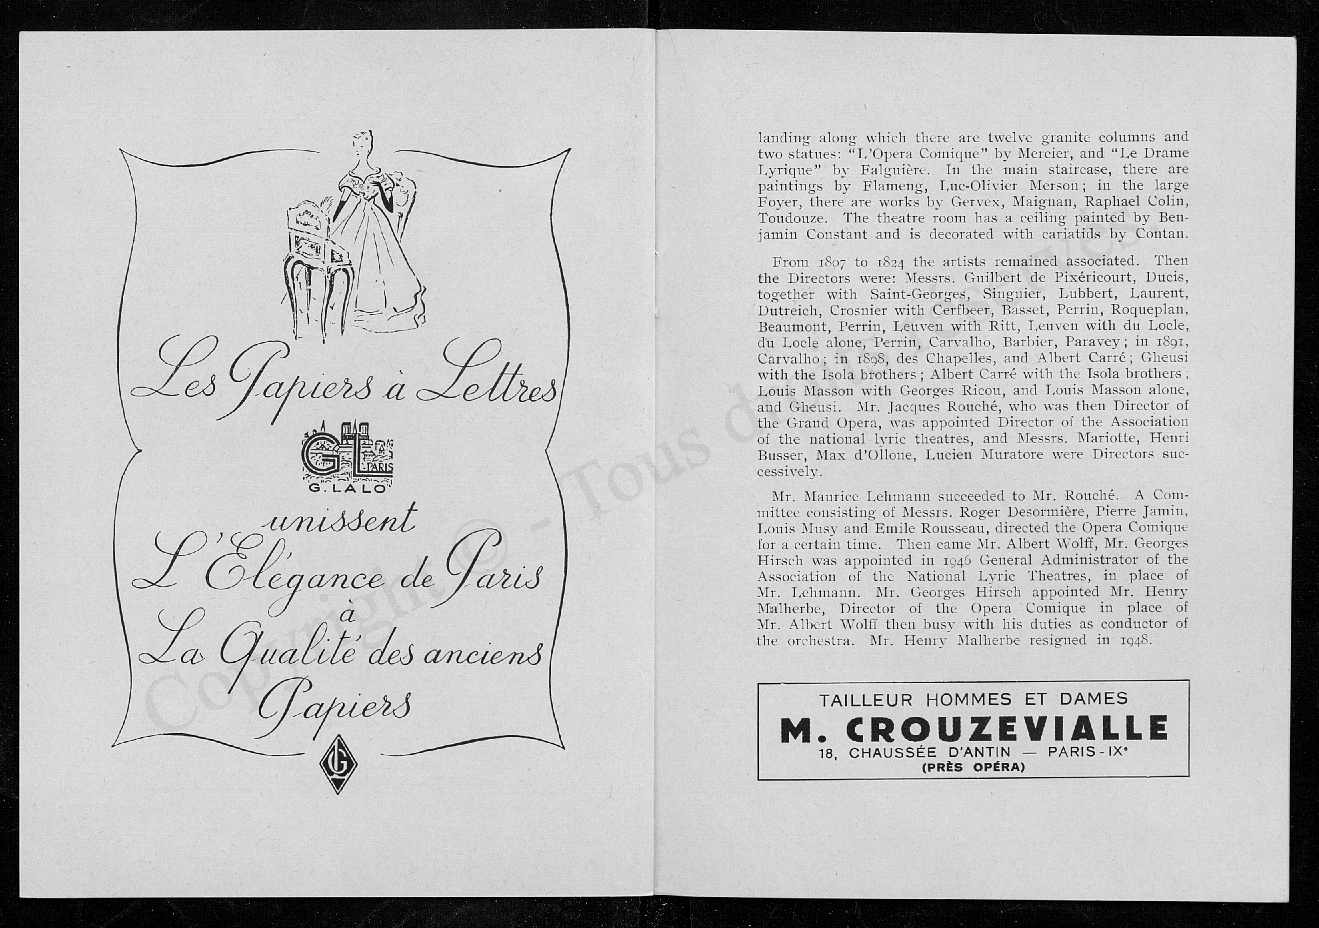 Les Papiers à Lettres
GL
PARIS
G. LALO
unissent
L'Élégance de Paris
à
La Qualité des anciens
Papiers
GL
landing along which there are twelve granite columns and
two statues: "L'Opera Comique" by Mercier, and "Le Drame
Lyrique" by Falguière. In the main staircase, there are
paintings by Flameng, Luc-Olivier Merson; in the large
Foyer, there are works by Gervex, Maignan, Raphael Colin,
Toudouze. The theatre room has a ceiling painted by Ben-
jamin Constant and is decorated with cariatids by Coutan.
From 1807 to 1824 the artists remained associated. Then
the Directors were: Messrs. Guilbert de Pixéricourt, Ducis,
together with Saint-Georges, Singuier, Lubbert, Laurent,
Dutreich, Crosnier with Cerfbeer, Basset, Perrin, Roqueplan,
Beaumont, Perrin, Leuven with Ritt, Leuven with du Locle,
du Locle alone, Perrin, Carvalho, Barbier, Paravey; in 1891,
Carvalho; in 1898, des Chapelles, and Albert Carré; Gheusi
with the Isola brothers; Albert Carré with the Isola brothers;
Louis Masson with Georges Ricou, and Louis Masson alone,
and Gheusi. Mr. Jacques Rouché, who was then Director of
the Grand Opera, was appointed Director of the Association
of the national lyric theatres, and Messrs. Mariotte, Henri
Busser, Max d'Ollone, Lucien Muratore were Directors suc-
cessively.
Mr. Maurice Lehmann succeeded to Mr. Rouché. A Com-
mittee consisting of Messrs. Roger Desormière, Pierre Jamin,
Louis Musy and Emile Rousseau, directed the Opera Comique
for a certain time. Then came Mr. Albert Wolff, Mr. Georges
Hirsch was appointed in 1946 General Administrator of the
Association of the National Lyric Theatres, in place of
Mr. Lehmann. Mr. Georges Hirsch appointed Mr. Henry
Malherbe, Director of the Opera Comique in place of
Mr. Albert Wolff then busy with his duties as conductor of
the orchestra. Mr. Henry Malherbe resigned in 1948.
TAILLEUR HOMMES ET DAMES
M. CROUZEVIALLE
18, CHAUSSÉE D'ANTIN — PARIS-IXe
(PRÈS OPÉRA)
Copyright © - Tous droits réservés